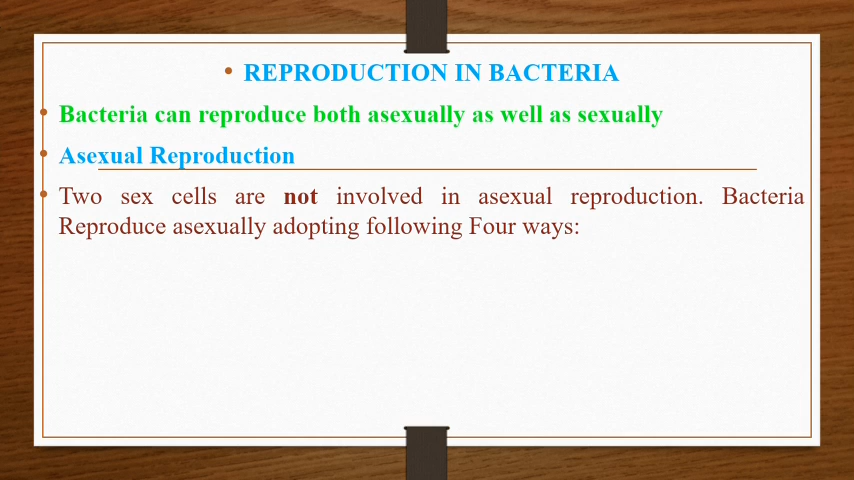 REPRODUCTION IN BACTERIA
Bacteria can reproduce both asexually as well as sexually
Asexual Reproduction
Two sex cells are not involved in asexual reproduction. Bacteria
Reproduce asexually adopting following Four ways: